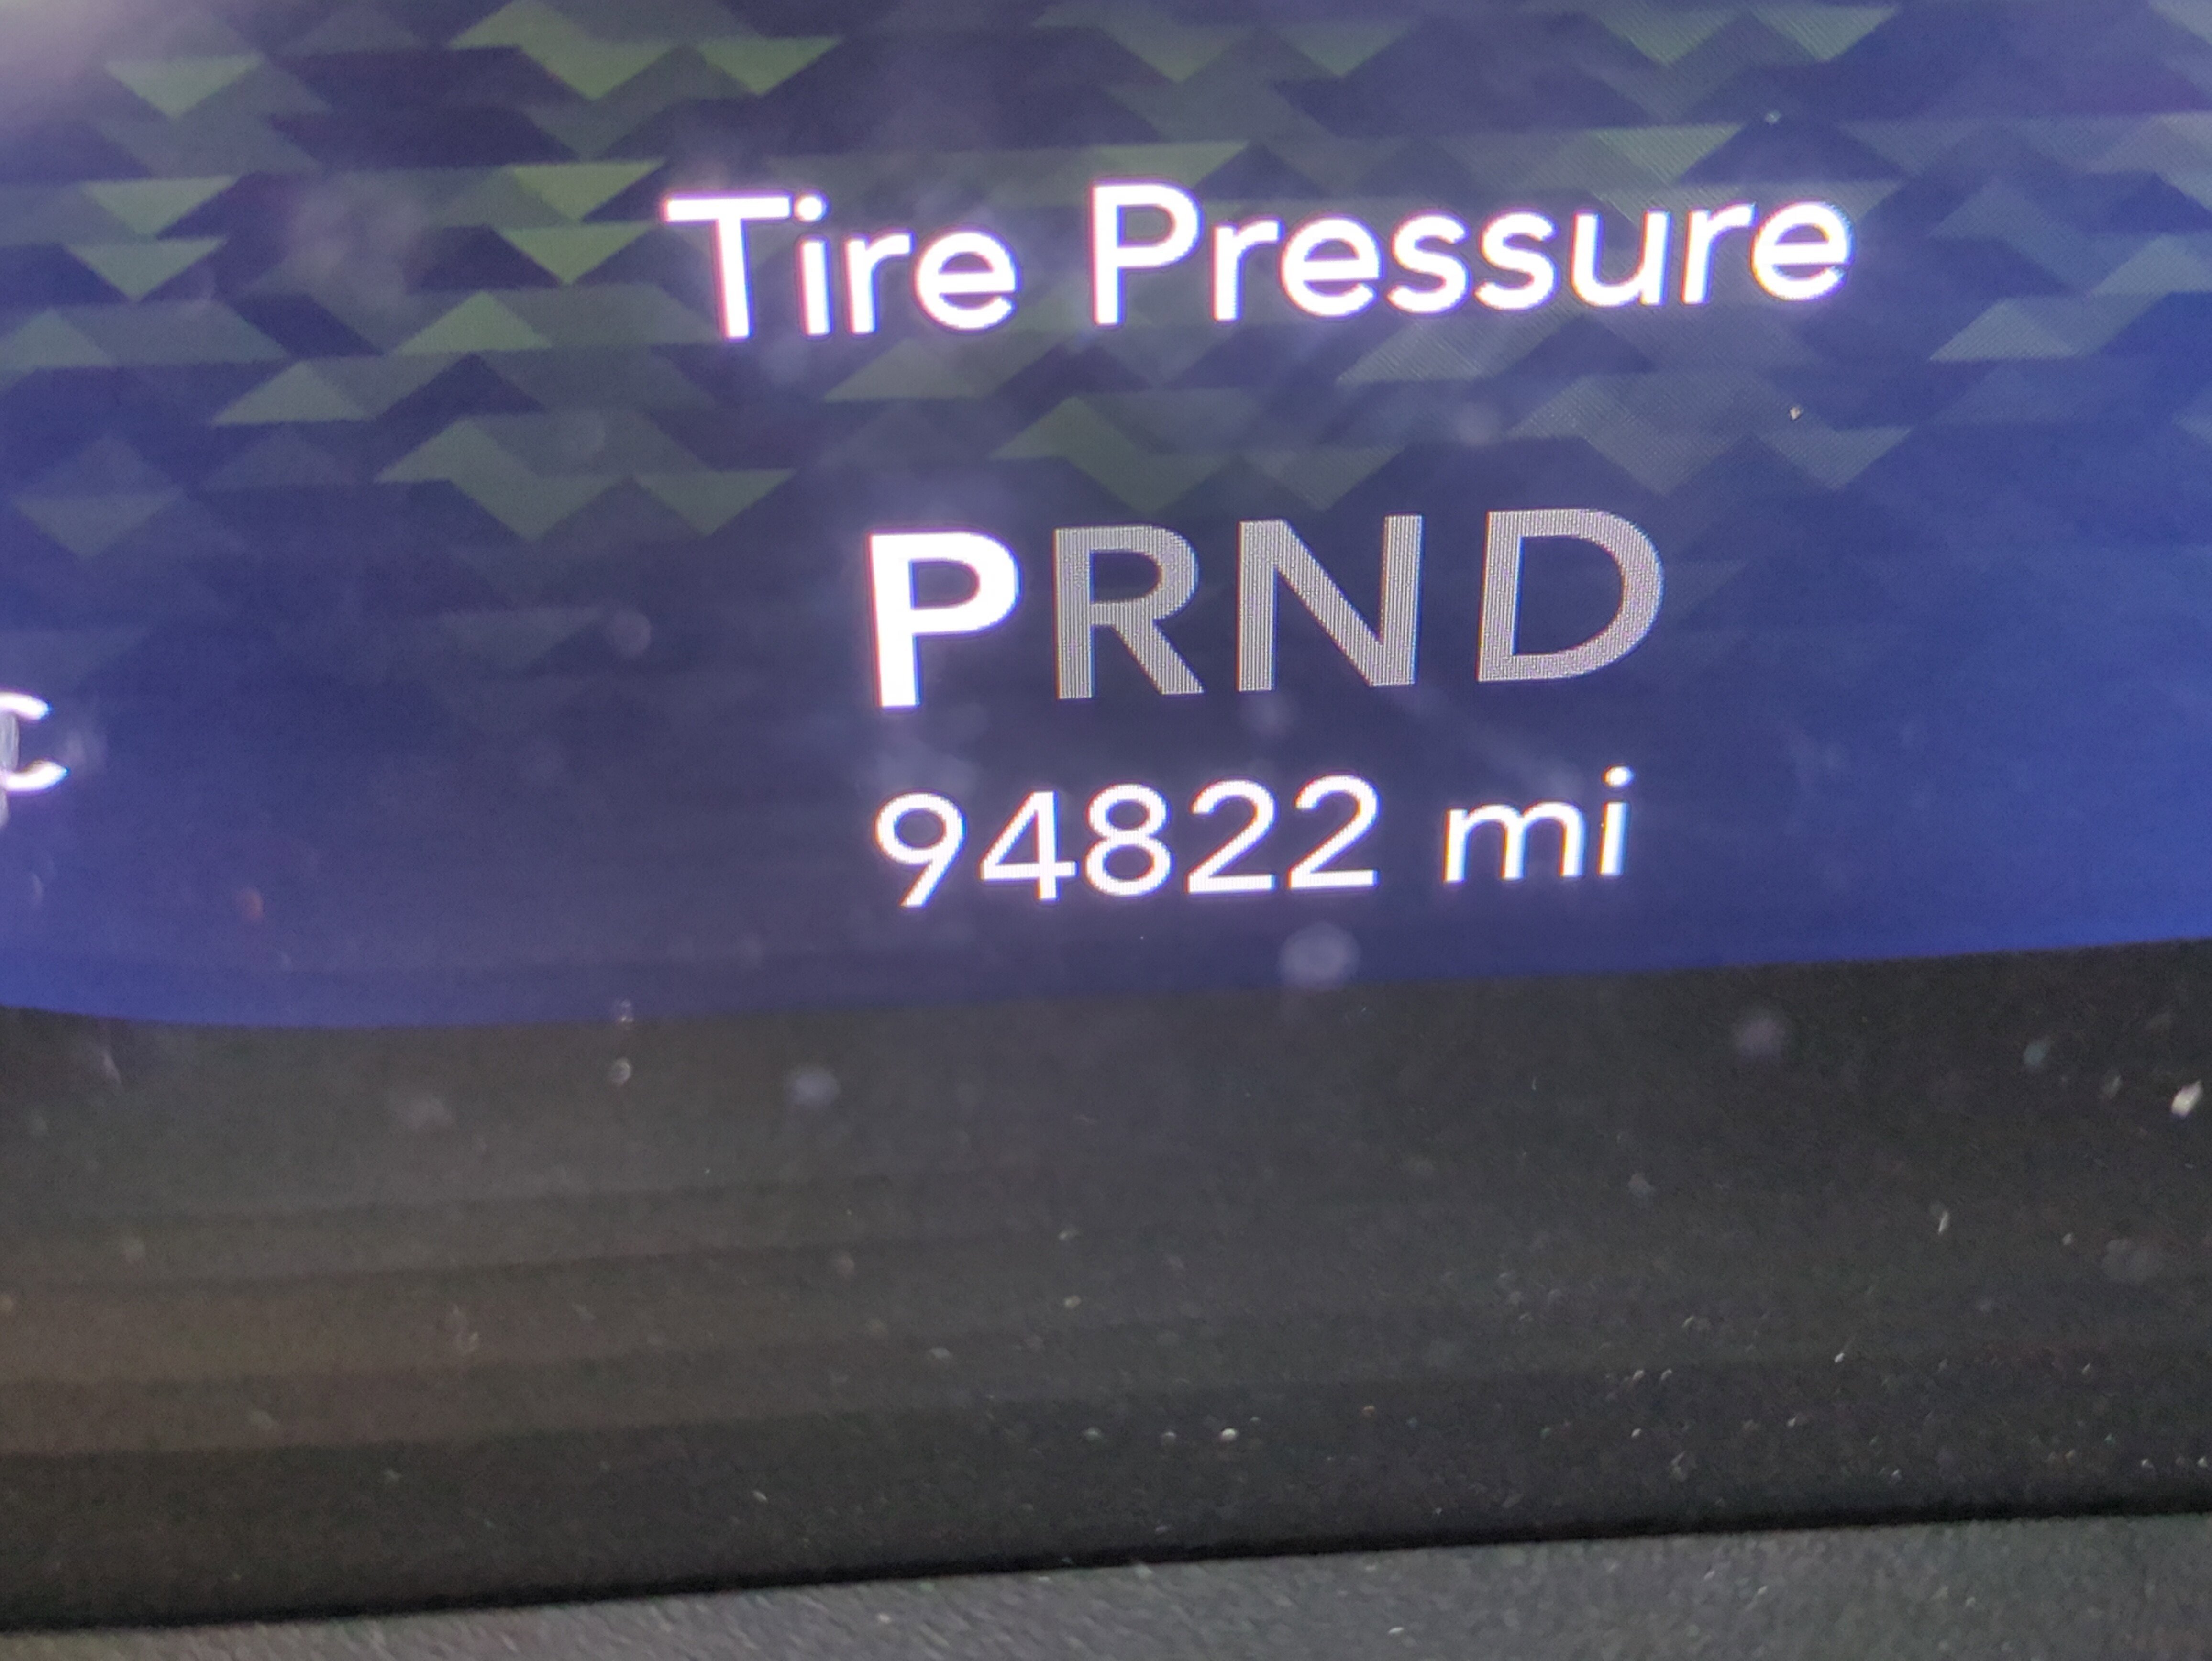 Tire Pressure
PRND
94822 mi